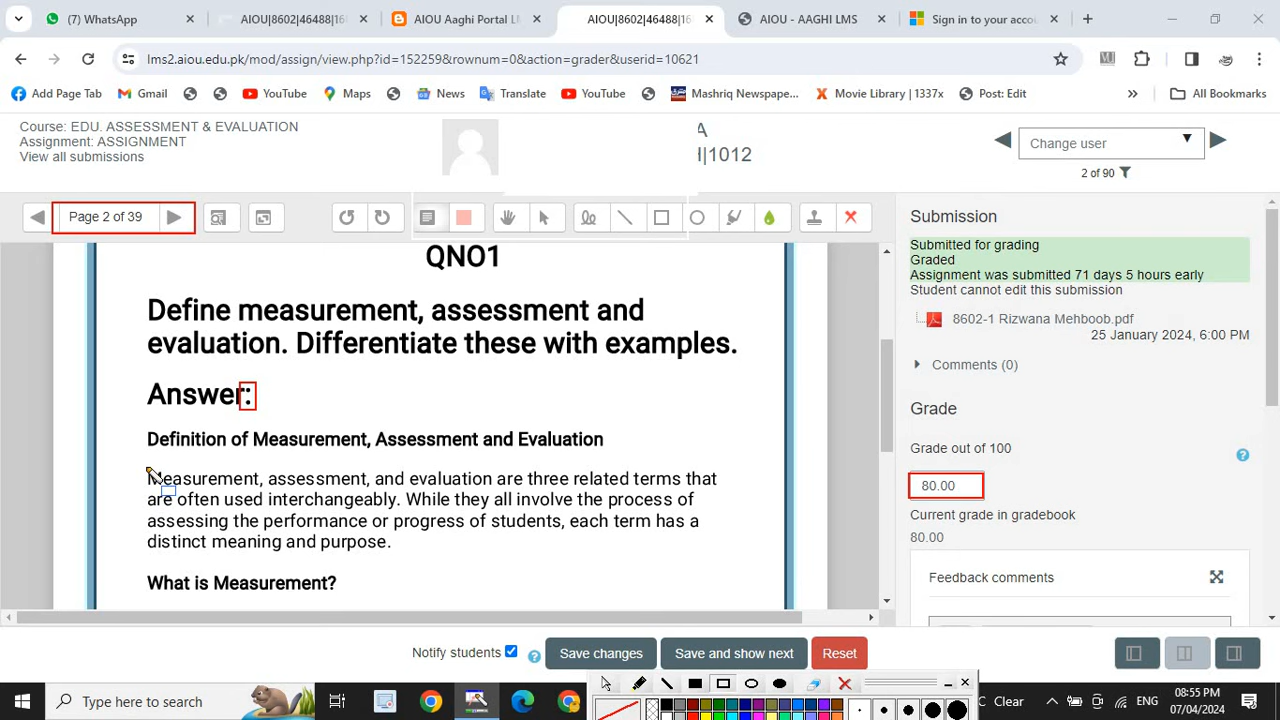 (7) WhatsApp
AIOU|8602|46488|16
AIOU Aaghi Portal LM
AIOU|8602|46488|16
AIOU - AAGHI LMS
Sign in to your accou
lms2.aiou.edu.pk/mod/assign/view.php?id=152259&rownum=0&action=grader&userid=10621
Add Page Tab
Gmail
YouTube
Maps
News
Translate
YouTube
Mashriq Newspape...
Movie Library | 1337x
Post: Edit
All Bookmarks
Course: EDU. ASSESSMENT & EVALUATION
Assignment: ASSIGNMENT
View all submissions
A
|1012
Change user
2 of 90
Page 2 of 39
QNO1
Define measurement, assessment and
evaluation. Differentiate these with examples.
Answer:
Definition of Measurement, Assessment and Evaluation
Measurement, assessment, and evaluation are three related terms that
are often used interchangeably. While they all involve the process of
assessing the performance or progress of students, each term has a
distinct meaning and purpose.
What is Measurement?
Submission
Submitted for grading
Graded
Assignment was submitted 71 days 5 hours early
Student cannot edit this submission
8602-1 Rizwana Mehboob.pdf
25 January 2024, 6:00 PM
Comments (0)
Grade
Grade out of 100
80.00
Current grade in gradebook
80.00
Feedback comments
Notify students
Save changes
Save and show next
Reset
Type here to search
Clear
ENG
08:55 PM
07/04/2024